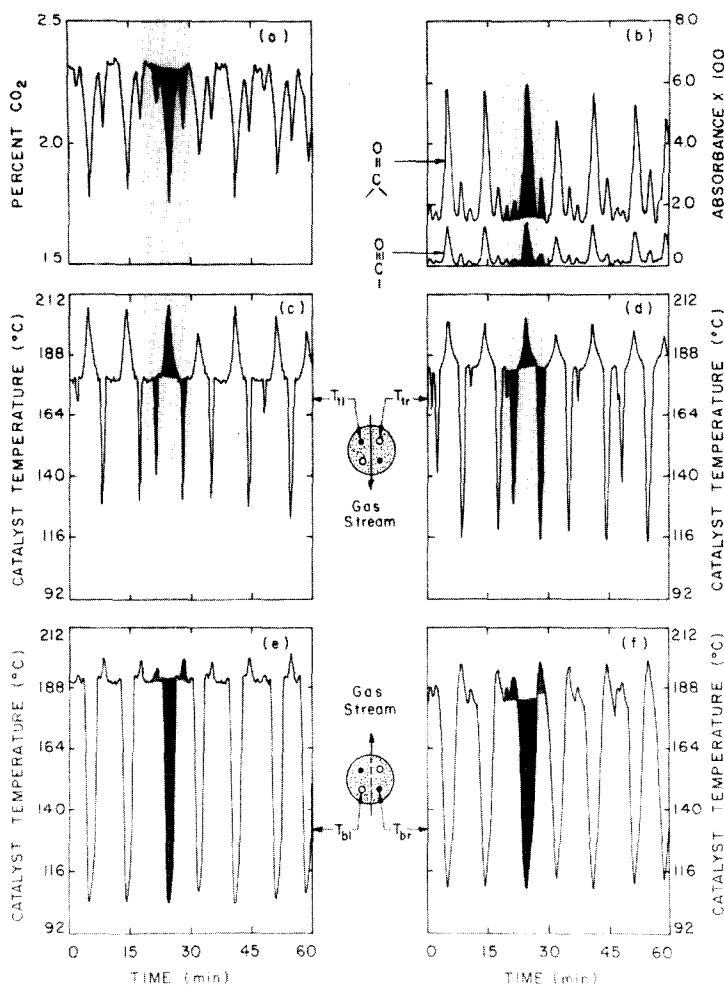 2.5
2.0
1.5
PERCENT CO2
(a)
(b)
8.0
6.0
4.0
2.0
0
ABSORBANCE X 100
O
C
O
C
212
188
164
140
116
92
CATALYST TEMPERATURE (°C)
(c)
(d)
212
188
164
140
116
92
CATALYST TEMPERATURE (°C)
Ttl
Ttr
Gas
Stream
212
188
164
140
116
92
CATALYST TEMPERATURE (°C)
(e)
(f)
212
188
164
140
116
92
CATALYST TEMPERATURE (°C)
Gas
Stream
Tbl
Tbr
0 15 30 45 60
TIME (min)
0 15 30 45 60
TIME (min)